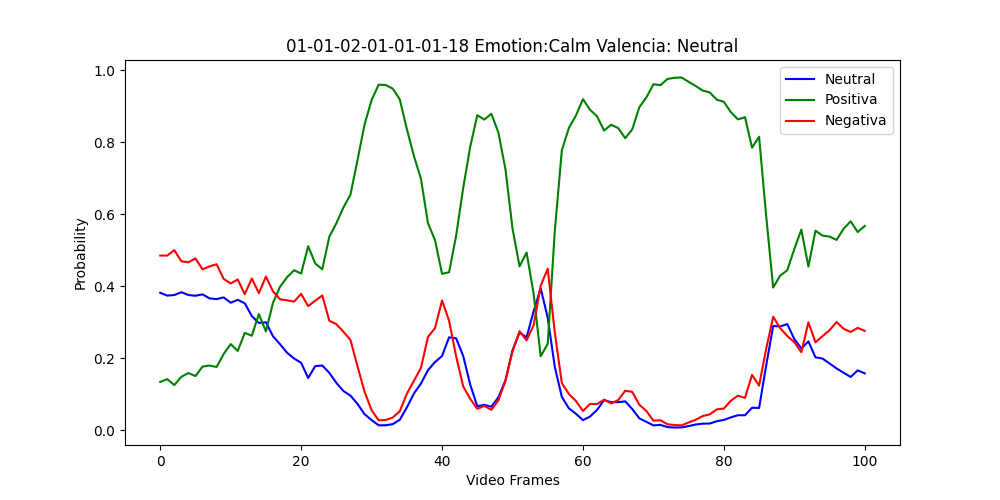 01-01-02-01-01-01-18 Emotion:Calm Valencia: Neutral
Neutral
Positiva
Negativa
Probability
1.0
0.8
0.6
0.4
0.2
0.0
0 20 40 60 80 100
Video Frames